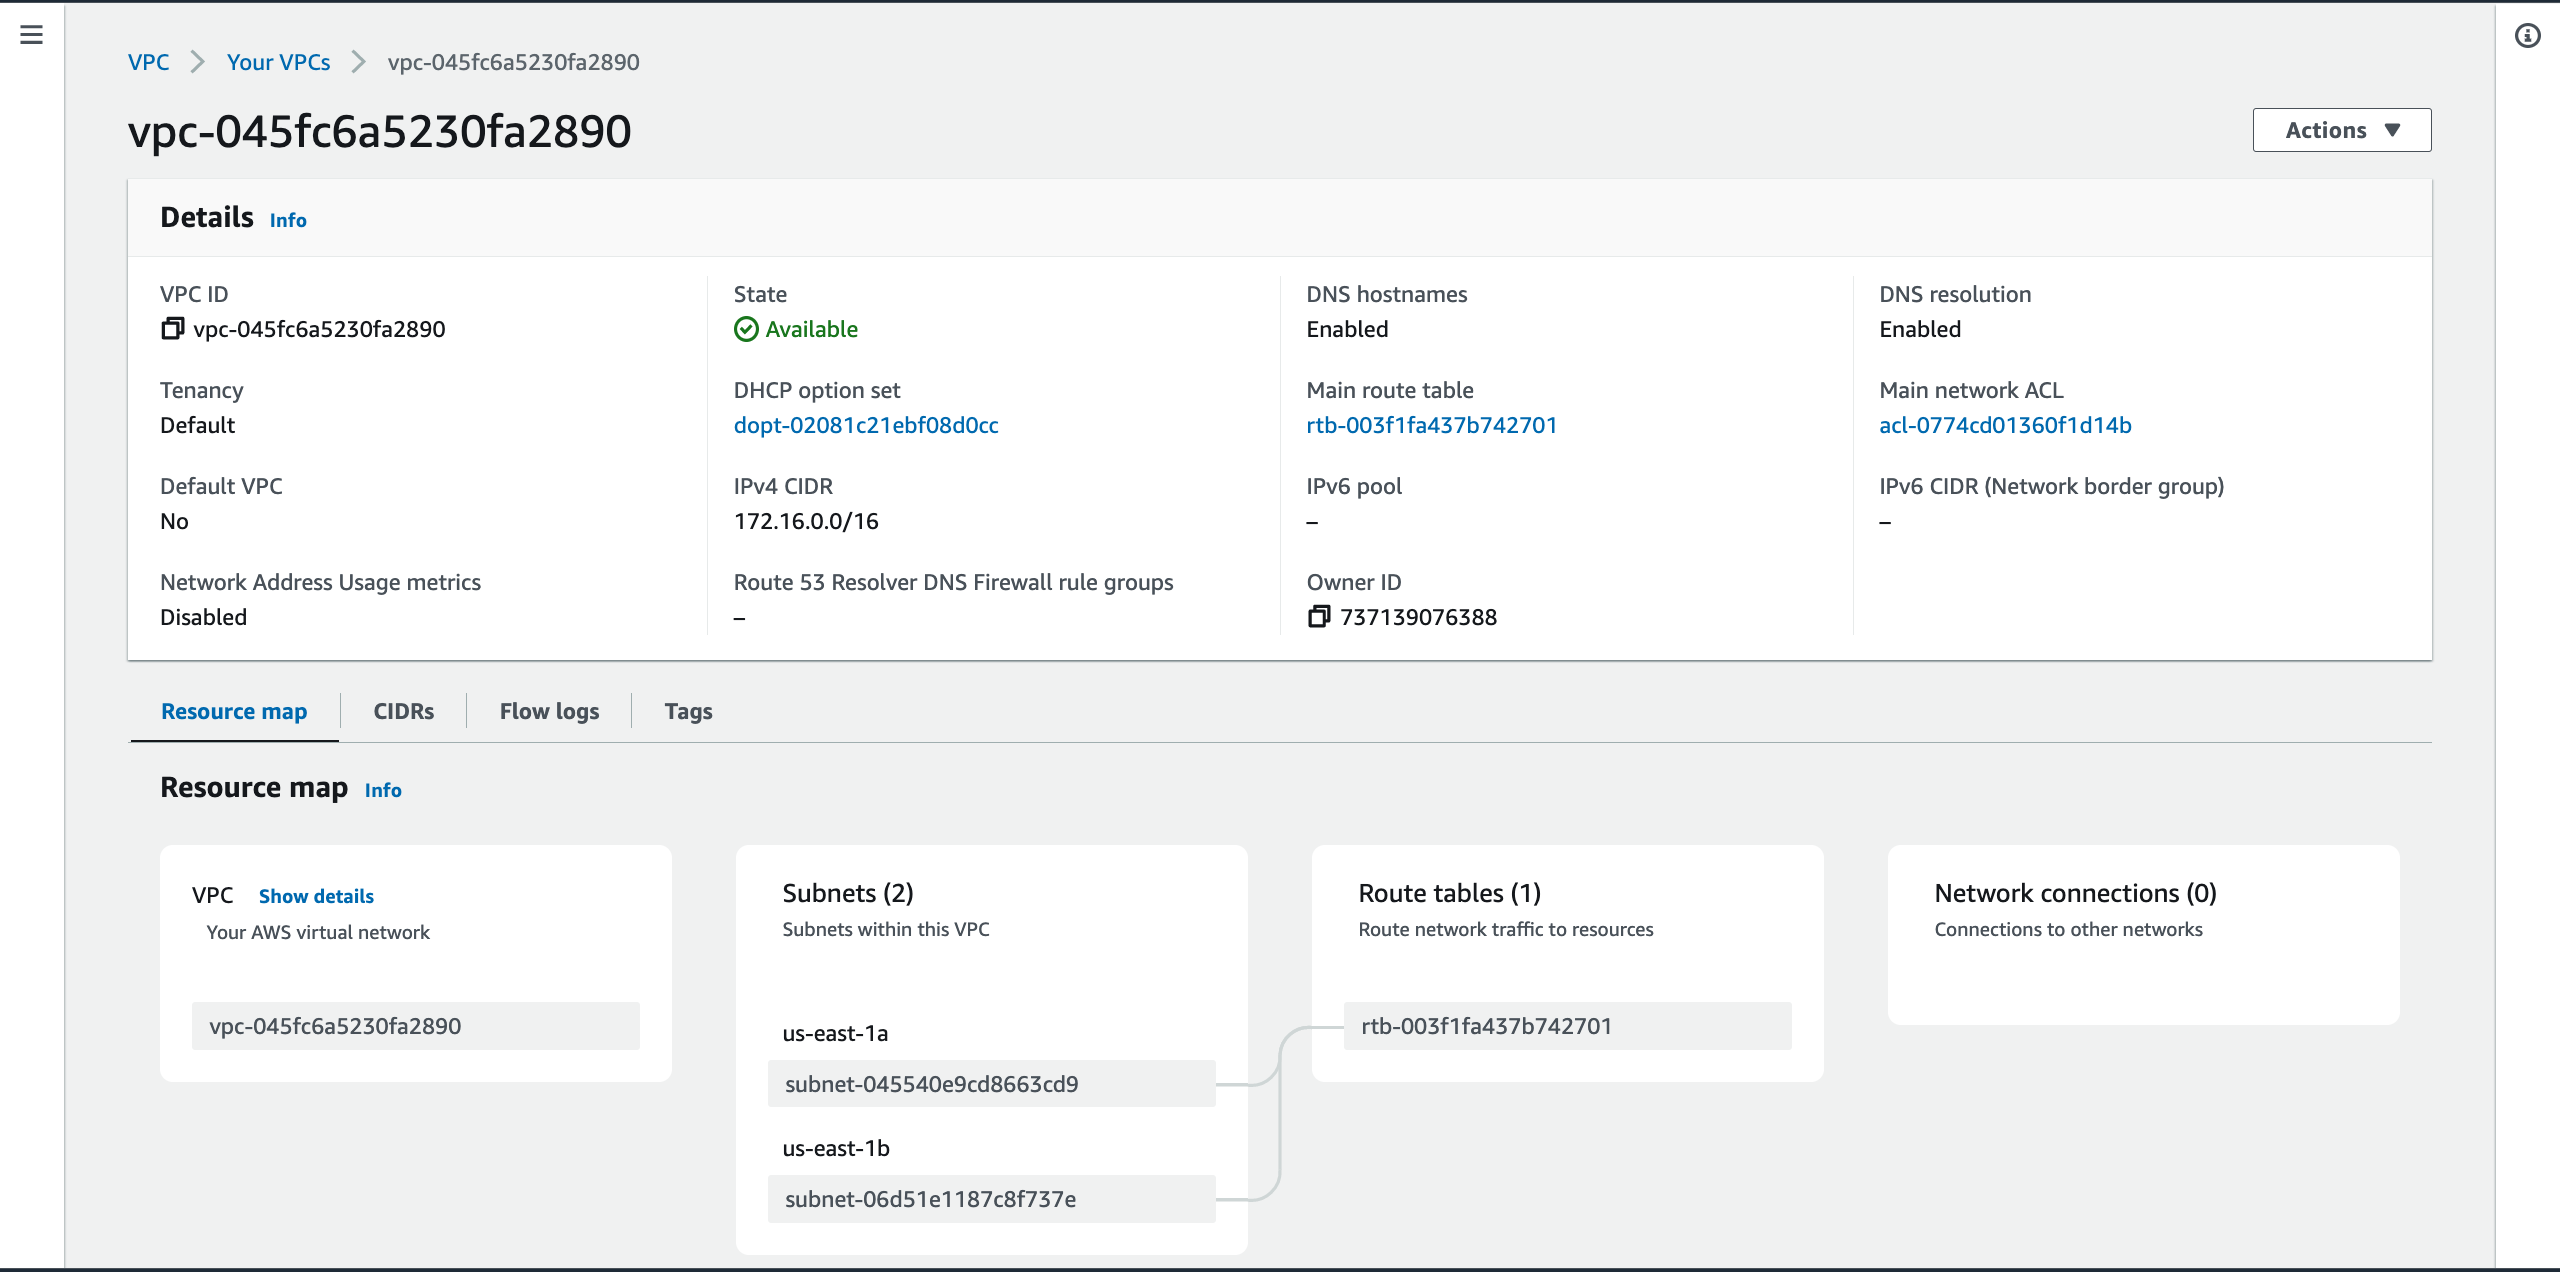 VPC > Your VPCs > vpc-045fc6a5230fa2890
vpc-045fc6a5230fa2890
Actions ▼
Details Info
VPC ID
vpc-045fc6a5230fa2890
State
Available
DNS hostnames
Enabled
DNS resolution
Enabled
Tenancy
Default
DHCP option set
dopt-02081c21ebf08d0cc
Main route table
rtb-003f1fa437b742701
Main network ACL
acl-0774cd01360f1d14b
Default VPC
No
IPv4 CIDR
172.16.0.0/16
IPv6 pool
–
IPv6 CIDR (Network border group)
–
Network Address Usage metrics
Disabled
Route 53 Resolver DNS Firewall rule groups
–
Owner ID
737139076388
Resource map CIDRs Flow logs Tags
Resource map Info
VPC Show details
Your AWS virtual network
vpc-045fc6a5230fa2890
Subnets (2)
Subnets within this VPC
us-east-1a
subnet-045540e9cd8663cd9
us-east-1b
subnet-06d51e1187c8f737e
Route tables (1)
Route network traffic to resources
rtb-003f1fa437b742701
Network connections (0)
Connections to other networks